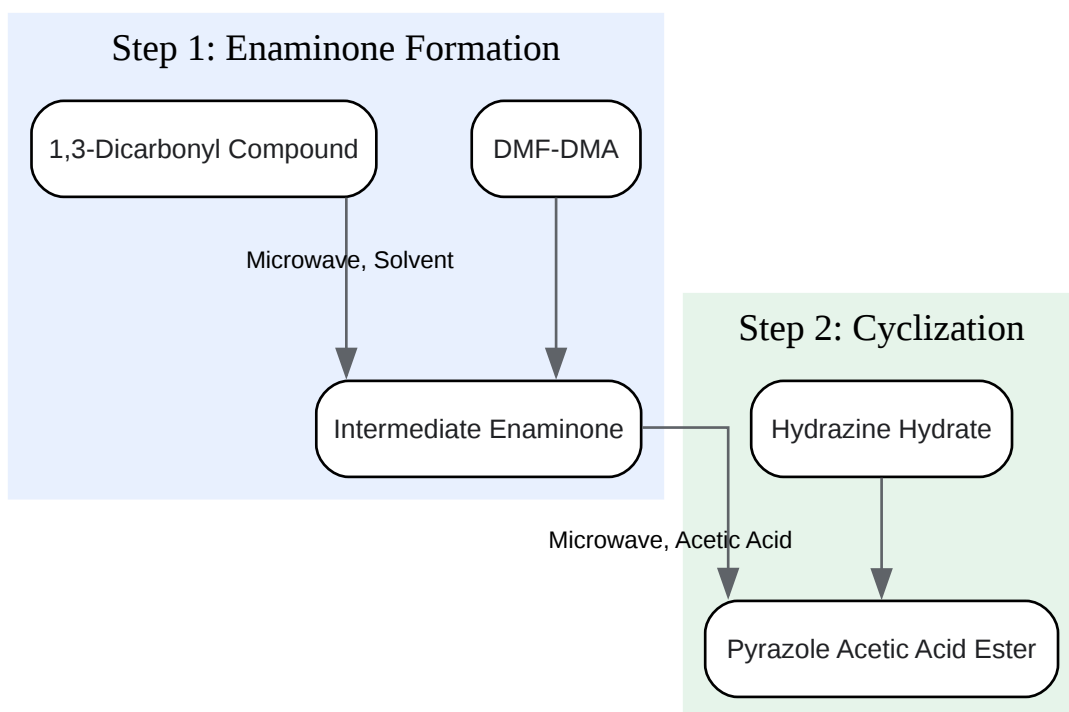 Step 1: Enaminone Formation
1,3-Dicarbonyl Compound
DMF-DMA
Microwave, Solvent
Intermediate Enaminone
Step 2: Cyclization
Hydrazine Hydrate
Microwave, Acetic Acid
Pyrazole Acetic Acid Ester